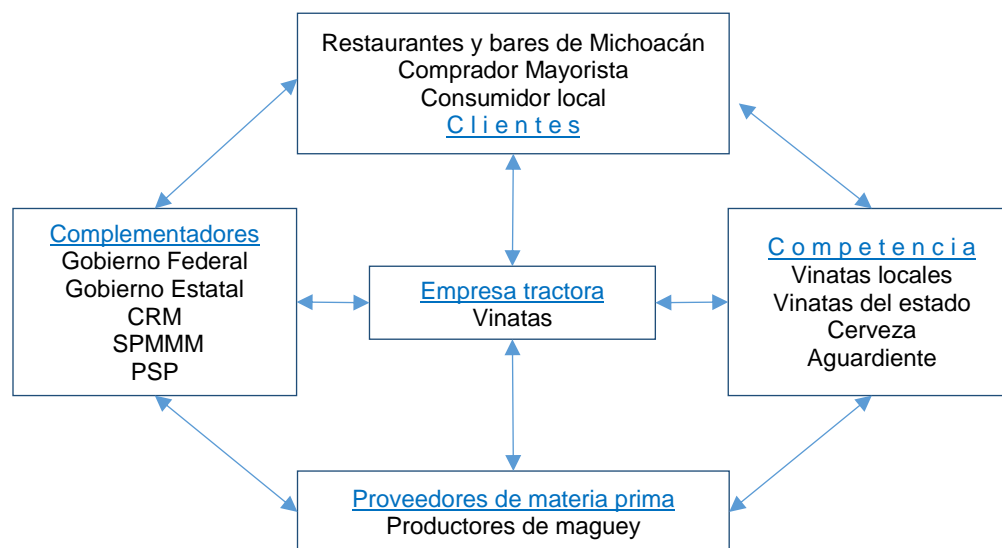 Restaurantes y bares de Michoacán
Comprador Mayorista
Consumidor local
C l i e n t e s
Complementadores
Gobierno Federal
Gobierno Estatal
CRM
SPMMM
PSP
Empresa tractora
Vinatas
C o m p e t e n c i a
Vinatas locales
Vinatas del estado
Cerveza
Aguardiente
Proveedores de materia prima
Productores de maguey